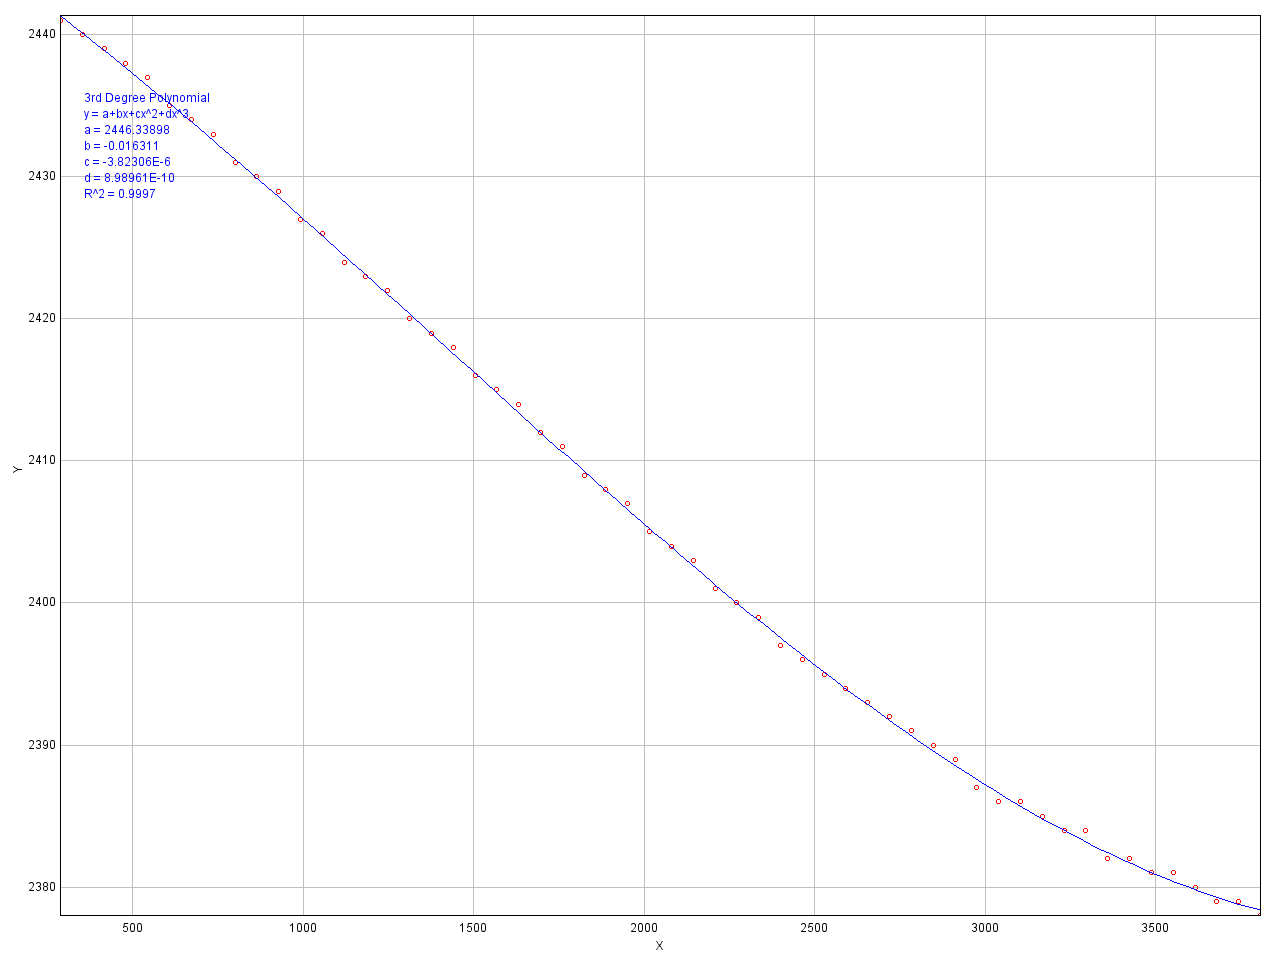 2440
3rd Degree Polynomial
y = a+bx+cx^2+dx^3
a = 2446.33898
b = -0.016311
c = -3.82306E-6
d = 8.98961E-10
R^2 = 0.9997
2430
2420
2410
Y
2400
2390
2380
500 1000 1500 2000 2500 3000 3500
X